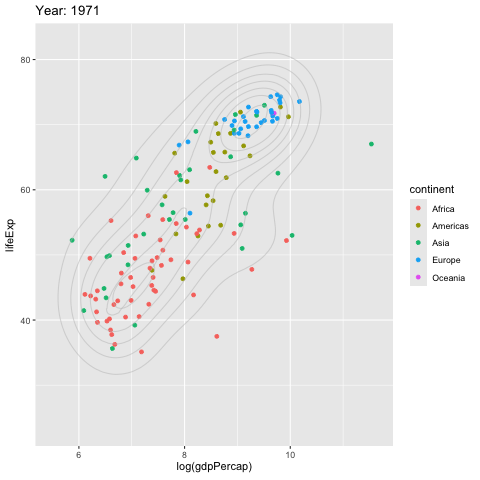 Year: 1971
80
60
40
lifeExp
6
8
10
log(gdpPercap)
continent
Africa
Americas
Asia
Europe
Oceania